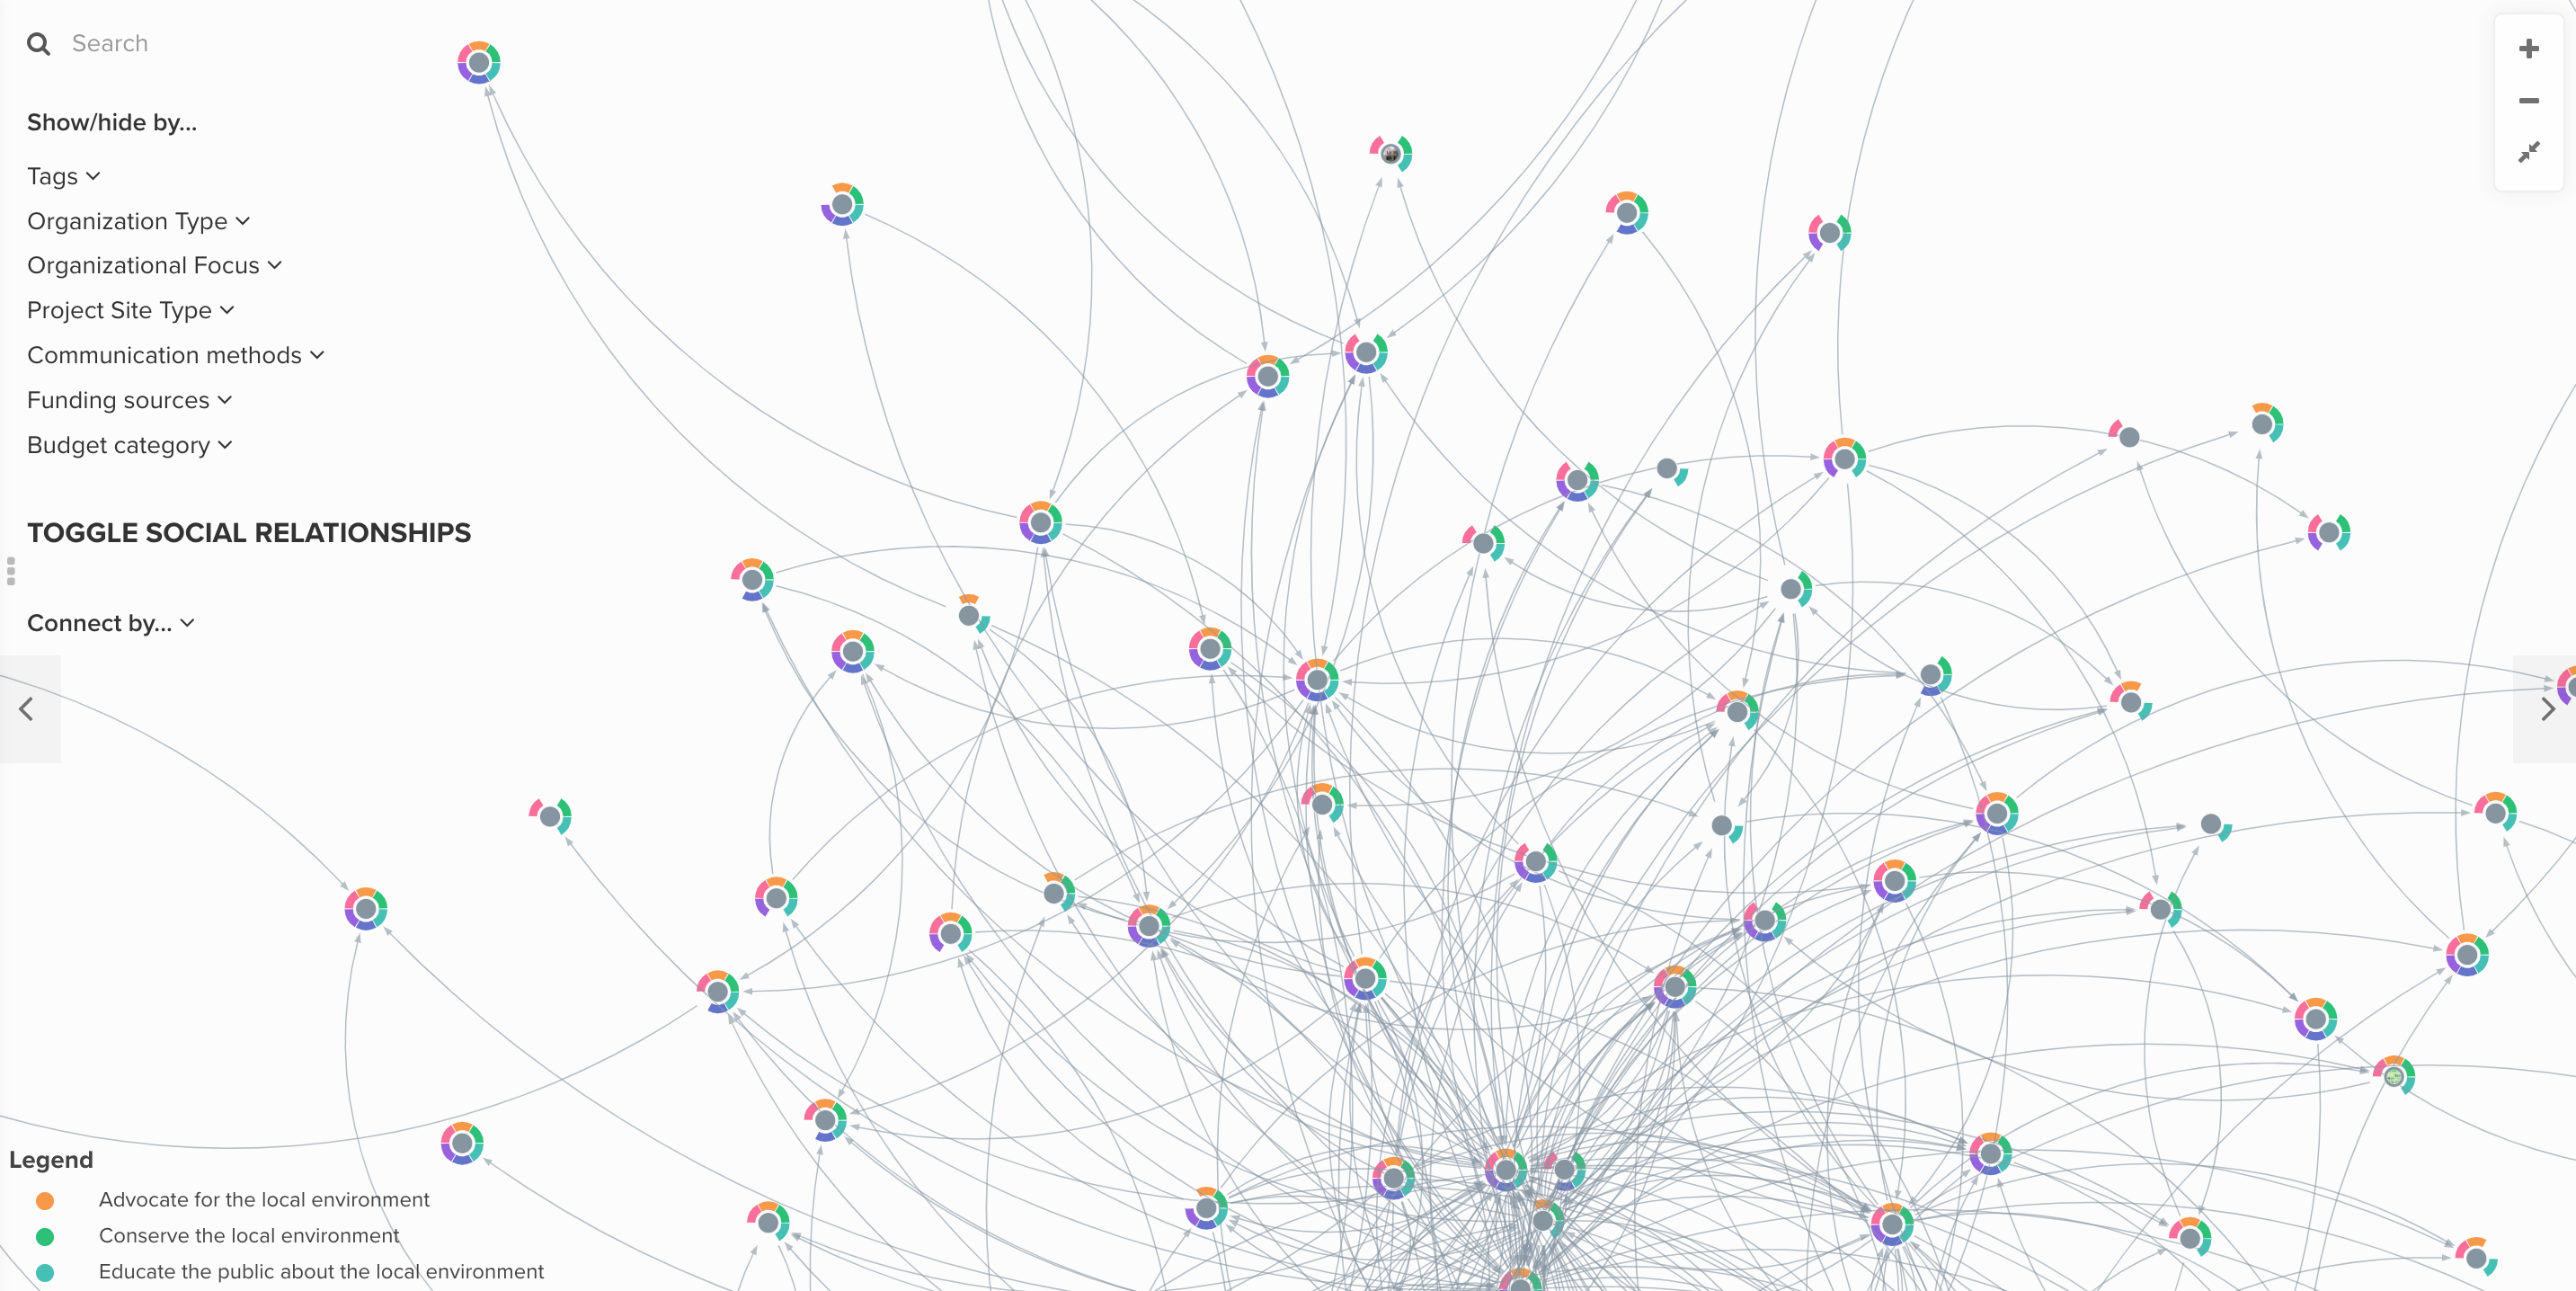 Search
Show/hide by...
Tags
Organization Type
Organizational Focus
Project Site Type
Communication methods
Funding sources
Budget category
TOGGLE SOCIAL RELATIONSHIPS
Connect by...
Legend
Advocate for the local environment
Conserve the local environment
Educate the public about the local environment